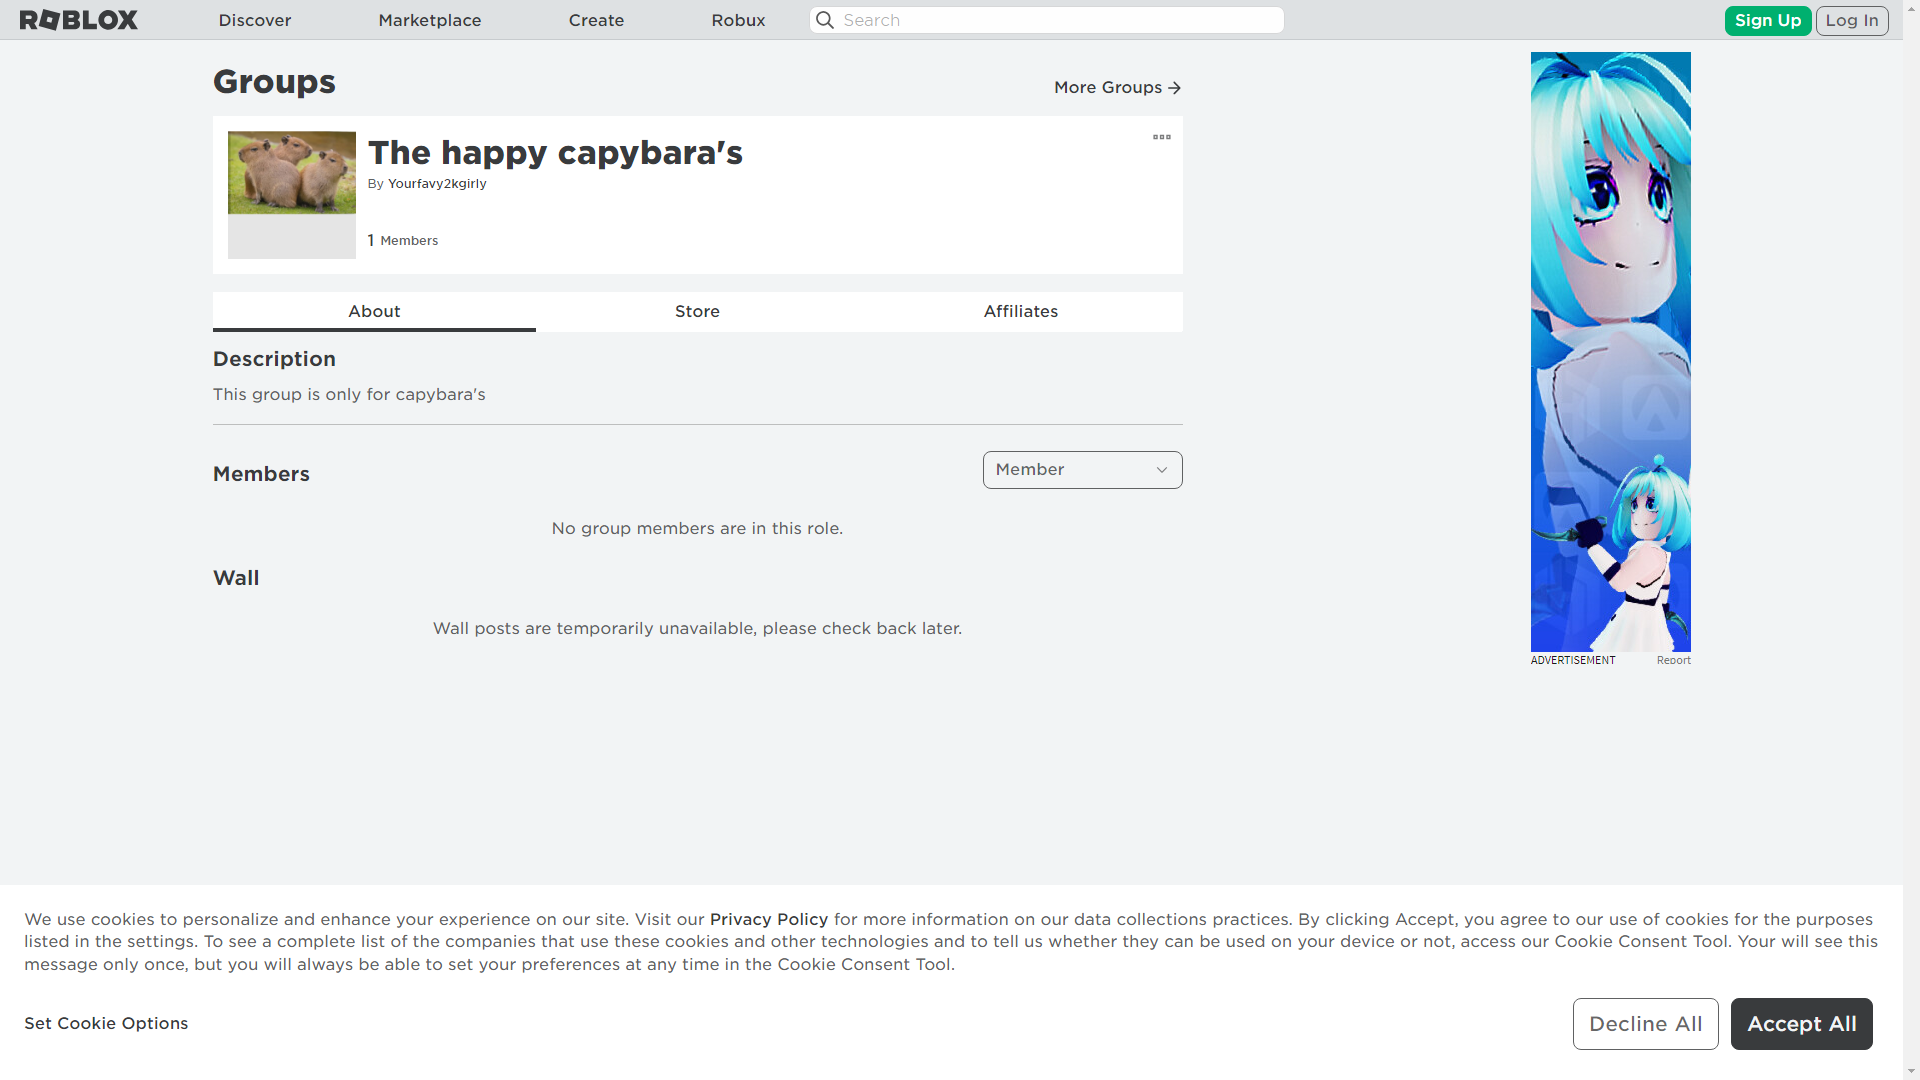 ROBLOX
Discover
Marketplace
Create
Robux
Search
Sign Up
Log In
Groups
More Groups
The happy capybara's
By Yourfavy2kgirly
1 Members
About
Store
Affiliates
Description
This group is only for capybara's
Members
Member
No group members are in this role.
Wall
Wall posts are temporarily unavailable, please check back later.
ADVERTISEMENT
Report
We use cookies to personalize and enhance your experience on our site. Visit our Privacy Policy for more information on our data collections practices. By clicking Accept, you agree to our use of cookies for the purposes
listed in the settings. To see a complete list of the companies that use these cookies and other technologies and to tell us whether they can be used on your device or not, access our Cookie Consent Tool. Your will see this
message only once, but you will always be able to set your preferences at any time in the Cookie Consent Tool.
Set Cookie Options
Decline All
Accept All